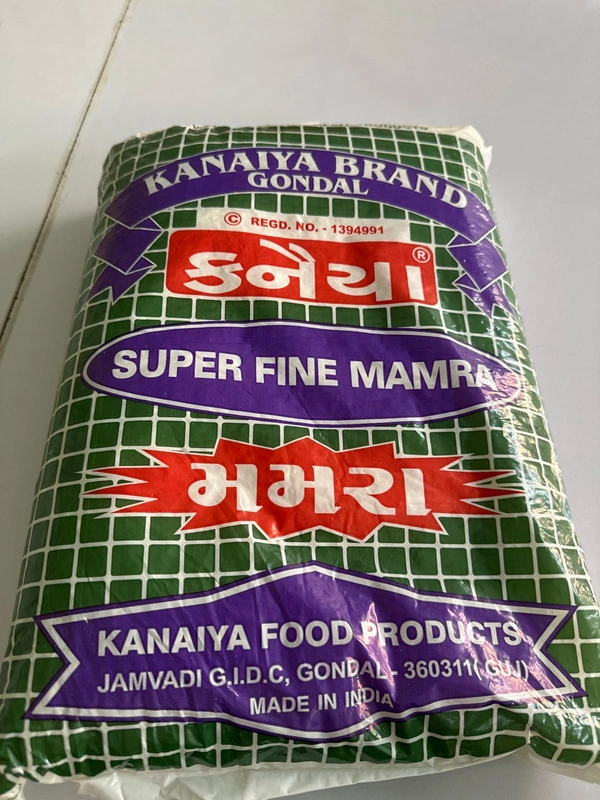 KANAIYA BRAND
GONDAL
© REGD. NO. - 1394991
કનૈયા ®
SUPER FINE MAMRA
મમરા
KANAIYA FOOD PRODUCTS
JAMVADI G.I.D.C, GONDAL - 360311(GUJ)
MADE IN INDIA